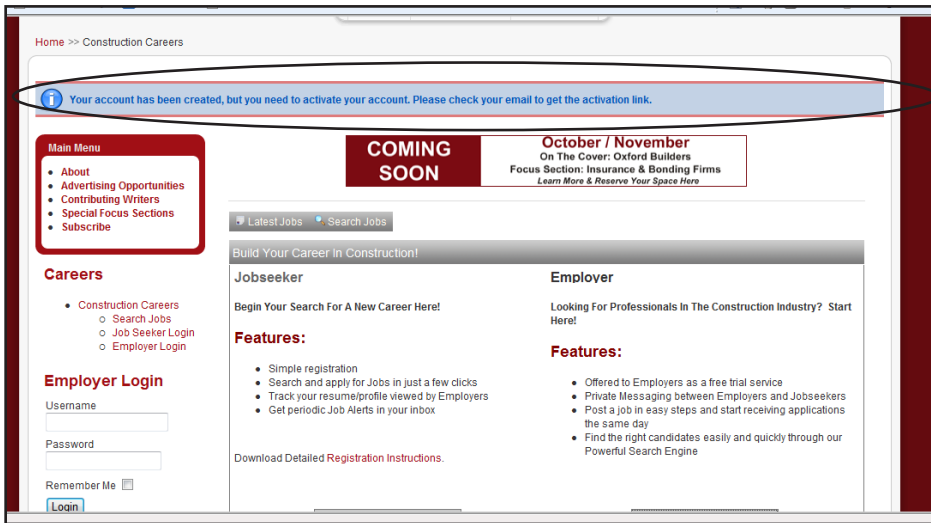 Home >> Construction Careers
Your account has been created, but you need to activate your account. Please check your email to get the activation link.
Main Menu
About
Advertising Opportunities
Contributing Writers
Special Focus Sections
Subscribe
COMING
SOON
October / November
On The Cover: Oxford Builders
Focus Section: Insurance & Bonding Firms
Learn More & Reserve Your Space Here
Latest Jobs Search Jobs
Build Your Career In Construction!
Careers
Construction Careers
Search Jobs
Job Seeker Login
Employer Login
Employer Login
Username
Password
Remember Me
Login
Jobseeker
Begin Your Search For A New Career Here!
Features:
Simple registration
Search and apply for Jobs in just a few clicks
Track your resume/profile viewed by Employers
Get periodic Job Alerts in your inbox
Download Detailed Registration Instructions.
Employer
Looking For Professionals In The Construction Industry? Start
Here!
Features:
Offered to Employers as a free trial service
Private Messaging between Employers and Jobseekers
Post a job in easy steps and start receiving applications
the same day
Find the right candidates easily and quickly through our
Powerful Search Engine